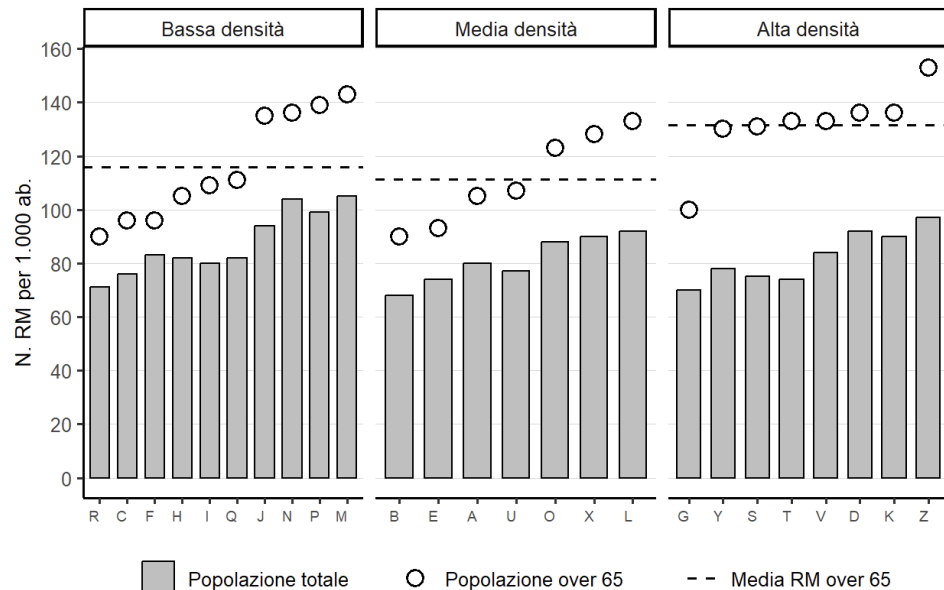 Bassa densità
Media densità
Alta densità
N. RM per 1.000 ab.
160
140
120
100
80
60
40
20
0
R C F H I Q J N P M
B E A U O X L
G Y S T V D K Z
Popolazione totale
Popolazione over 65
Media RM over 65